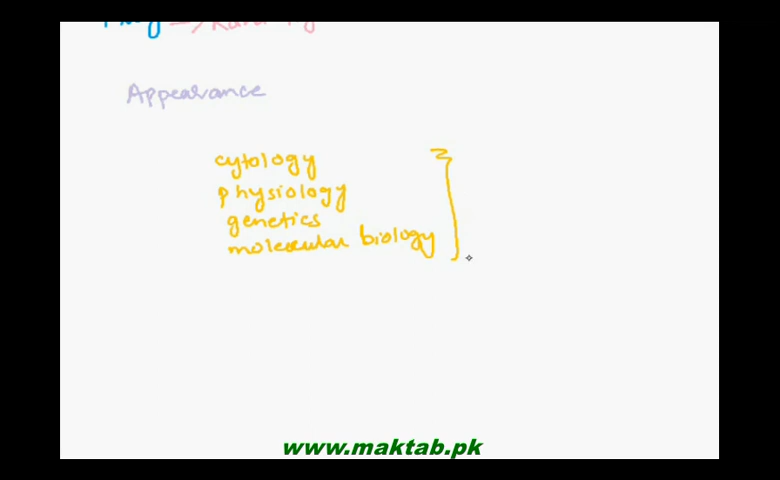 Appearance
cytology
physiology
genetics
molecular biology
www.maktab.pk